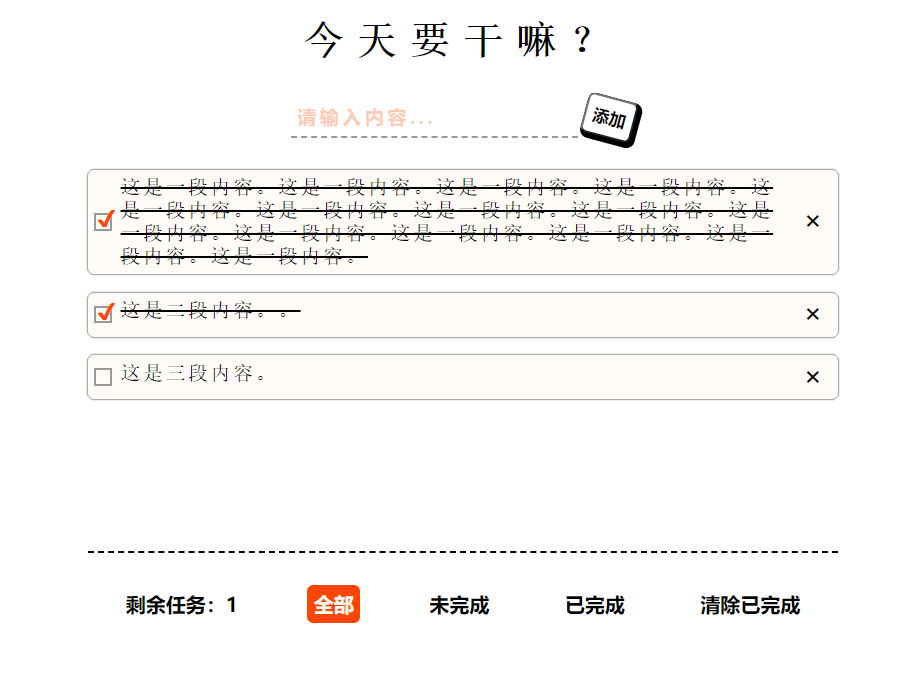 今天要干嘛？
请输入内容...
添加
这是一段内容。这是一段内容。这是一段内容。这是一段内容。这
是一段内容。这是一段内容。这是一段内容。这是一段内容。这是
一段内容。这是一段内容。这是一段内容。这是一段内容。这是一
段内容。这是一段内容。
这是二段内容。。
这是三段内容。
剩余任务：1
全部
未完成
已完成
清除已完成